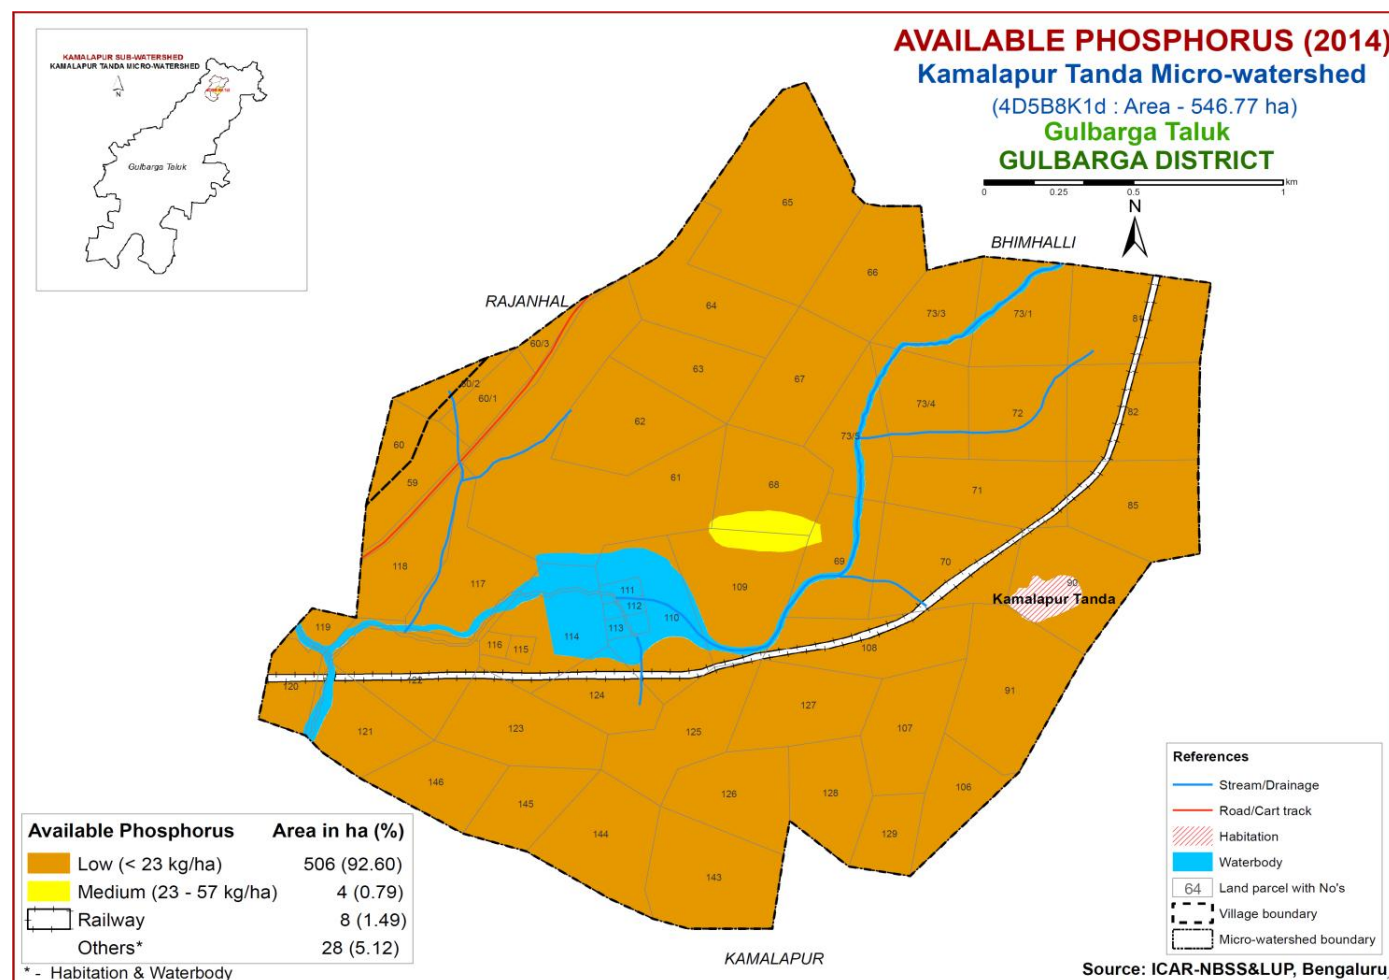 KAMALAPUR SUB-WATERSHED
KAMALAPUR TANDA MICRO-WATERSHED
N
Gulbarga Taluk
AVAILABLE PHOSPHORUS (2014)
Kamalapur Tanda Micro-watershed
(4D5B8K1d : Area - 546.77 ha)
Gulbarga Taluk
GULBARGA DISTRICT
0 0.25 0.5 1 km
N
BHIMHALLI
RAJANHAL
65
66
64
73/3 73/1
81
60/3
63
67
60/2
60/1
73/4
72
82
62
73/5
60
61
68
59
71
85
118
117
109
69
70
90
Kamalapur Tanda
111
112
113
110
114
119
116 115
108
120
122
124
91
127
107
121
123
125
146
145
126
128
106
144
129
143
KAMALAPUR
Available Phosphorus Area in ha (%)
Low (< 23 kg/ha) 506 (92.60)
Medium (23 - 57 kg/ha) 4 (0.79)
Railway 8 (1.49)
Others* 28 (5.12)
* - Habitation & Waterbody
References
Stream/Drainage
Road/Cart track
Habitation
Waterbody
64 Land parcel with No's
Village boundary
Micro-watershed boundary
Source: ICAR-NBSS&LUP, Bengaluru